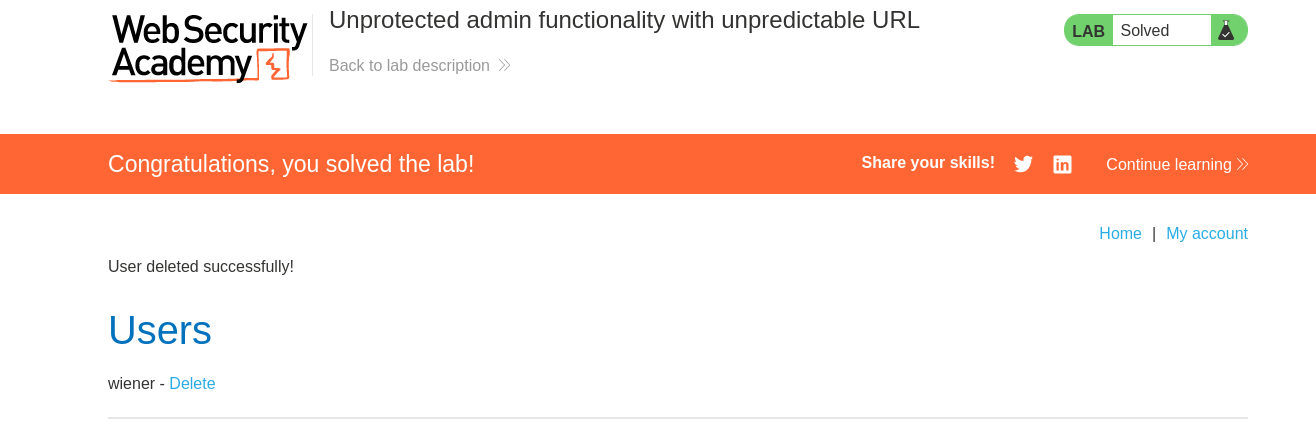 Web Security
Academy
Unprotected admin functionality with unpredictable URL
Back to lab description
LAB Solved
Congratulations, you solved the lab!
Share your skills!
Continue learning
Home | My account
User deleted successfully!
Users
wiener - Delete